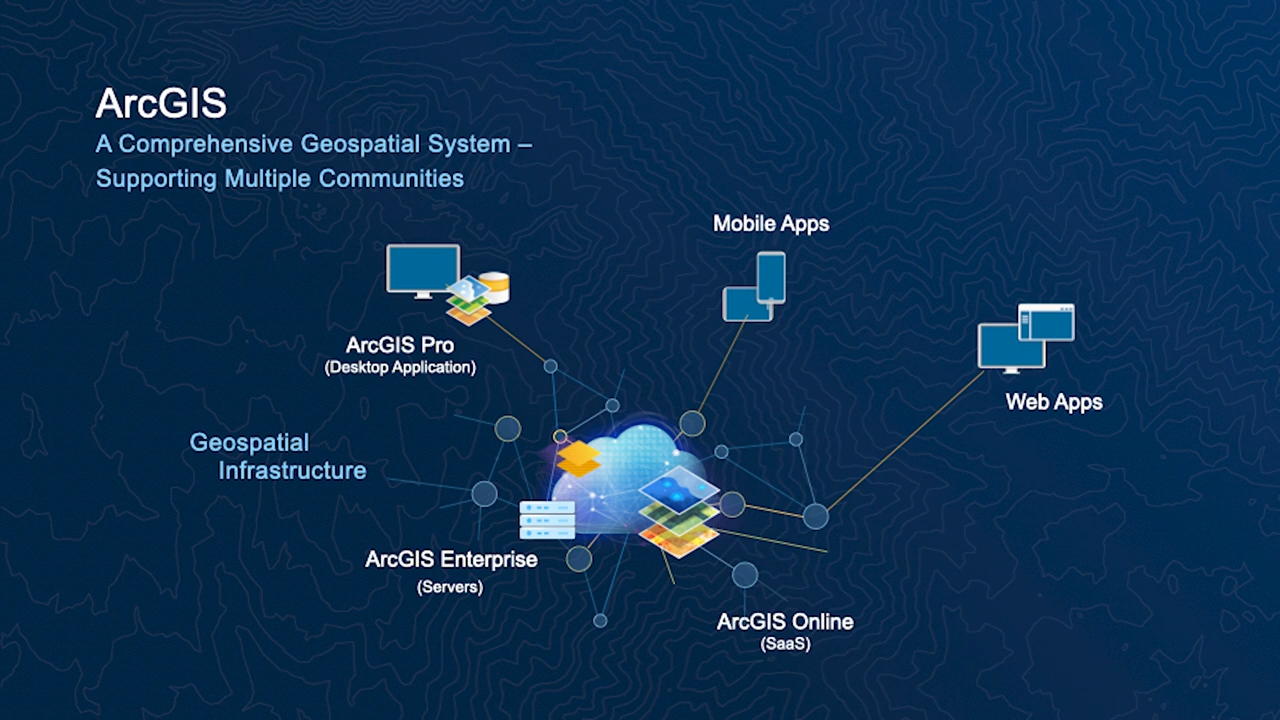 ArcGIS
A Comprehensive Geospatial System –
Supporting Multiple Communities
Mobile Apps
ArcGIS Pro
(Desktop Application)
Web Apps
Geospatial
Infrastructure
ArcGIS Enterprise
(Servers)
ArcGIS Online
(SaaS)